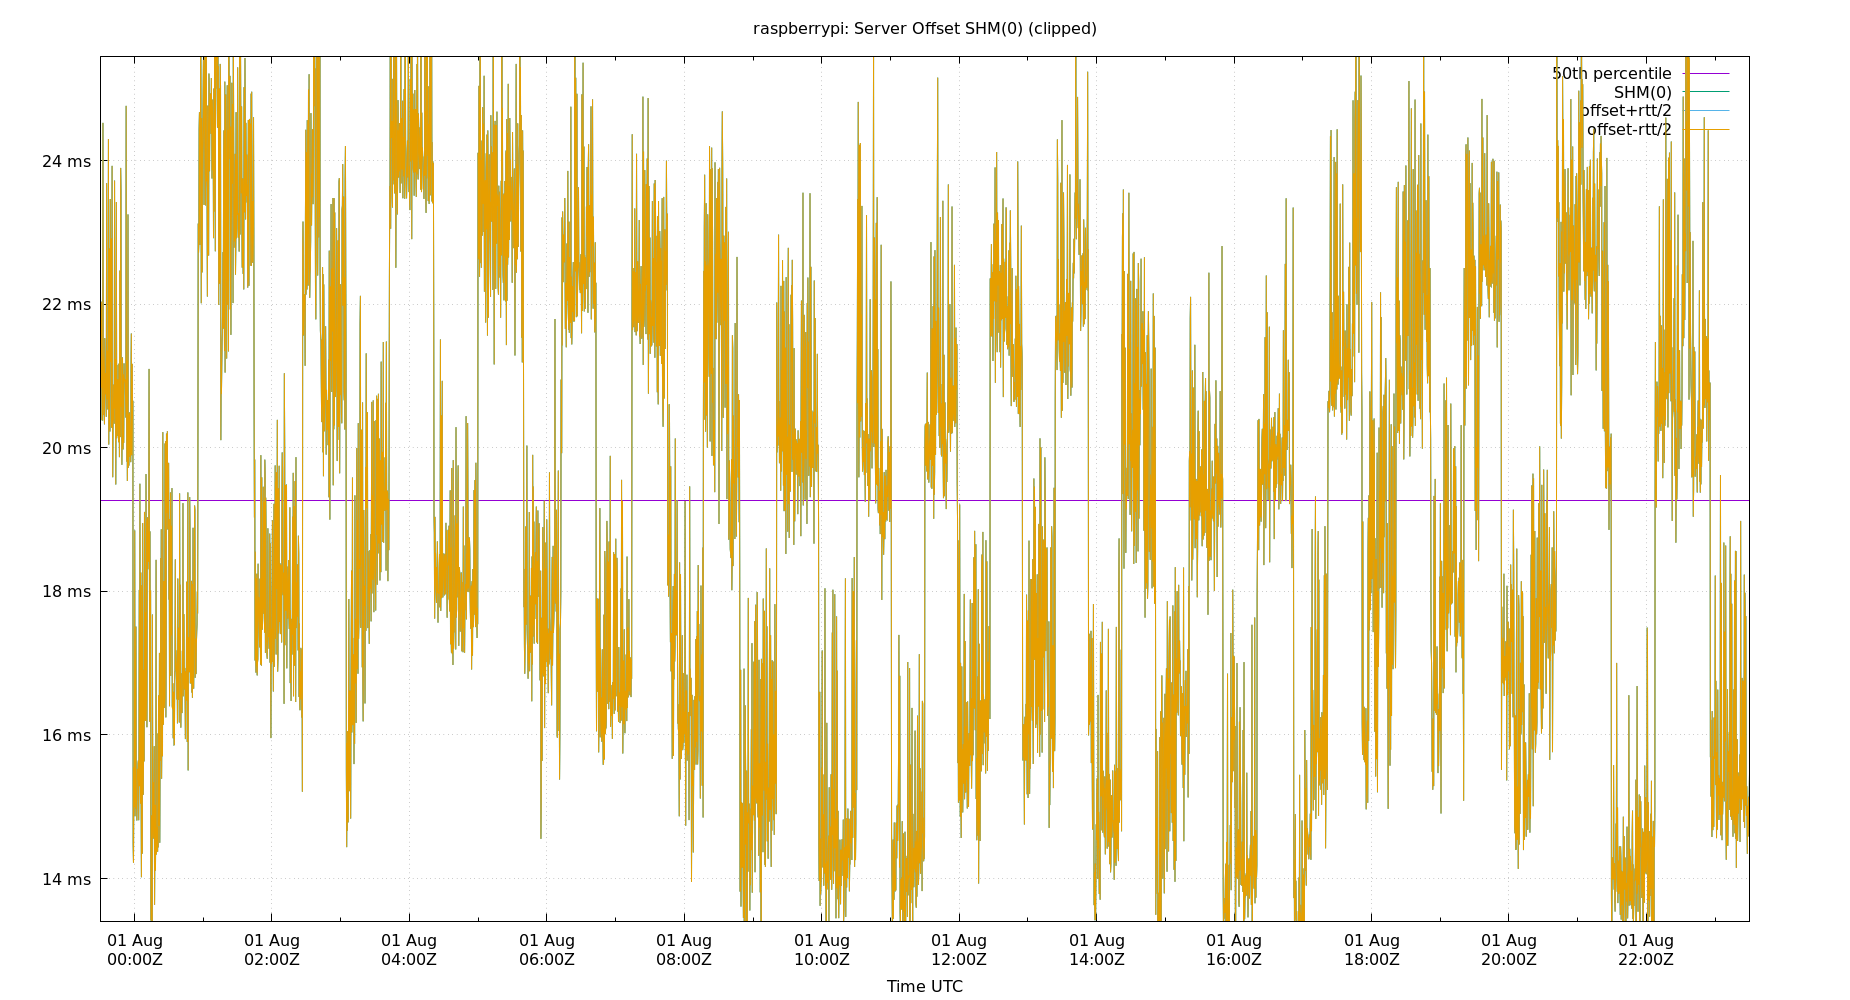 raspberrypi: Server Offset SHM(0) (clipped)
50th percentile
SHM(0)
offset+rtt/2
offset-rtt/2
24 ms
22 ms
20 ms
18 ms
16 ms
14 ms
01 Aug 01 Aug 01 Aug 01 Aug 01 Aug 01 Aug 01 Aug 01 Aug 01 Aug 01 Aug 01 Aug 01 Aug
00:00Z 02:00Z 04:00Z 06:00Z 08:00Z 10:00Z 12:00Z 14:00Z 16:00Z 18:00Z 20:00Z 22:00Z
Time UTC